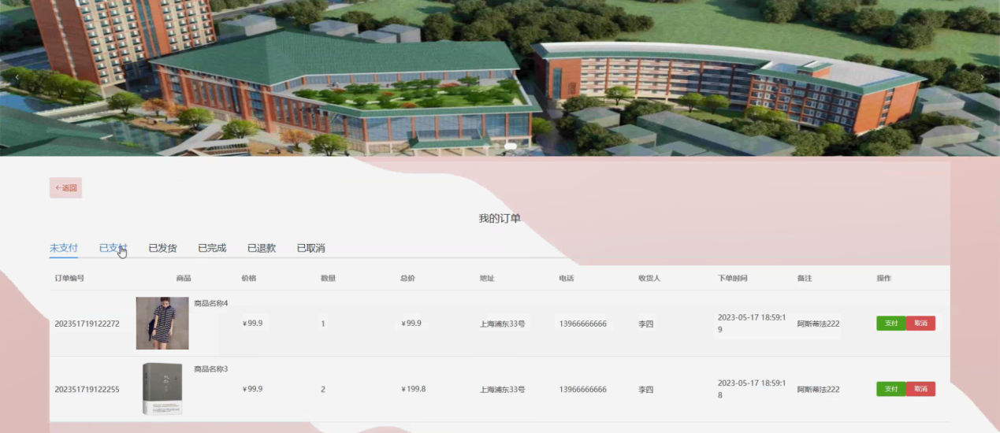 ←返回
我的订单
未支付 已支付 已发货 已完成 已退款 已取消
订单编号 商品 价格 数量 总价 地址 电话 收货人 下单时间 备注 操作
商品名称4
202351719122272 ¥99.9 1 ¥99.9 上海浦东33号 13966666666 李四 2023-05-17 18:59:1 阿斯蒂法222 支付 取消
9
商品名称3
202351719122255 ¥99.9 2 ¥199.8 上海浦东33号 13966666666 李四 2023-05-17 18:59:1 阿斯蒂法222 支付 取消
8